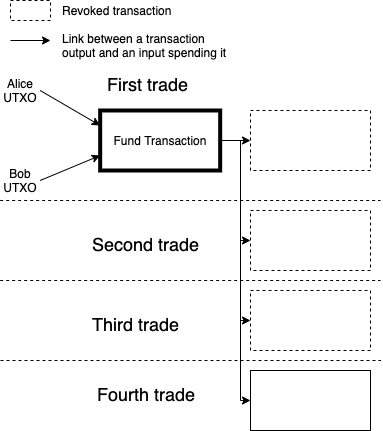 Revoked transaction
Link between a transaction
output and an input spending it
First trade
Alice
UTXO
Fund Transaction
Bob
UTXO
Second trade
Third trade
Fourth trade